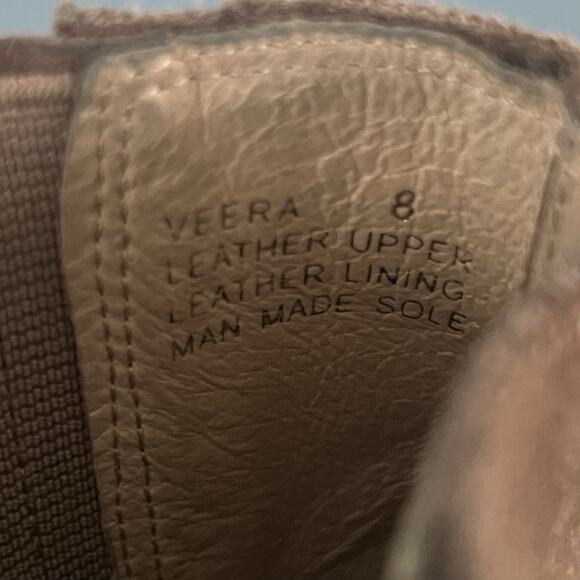 VEERA 8
LEATHER UPPER
LEATHER LINING
MAN MADE SOLE